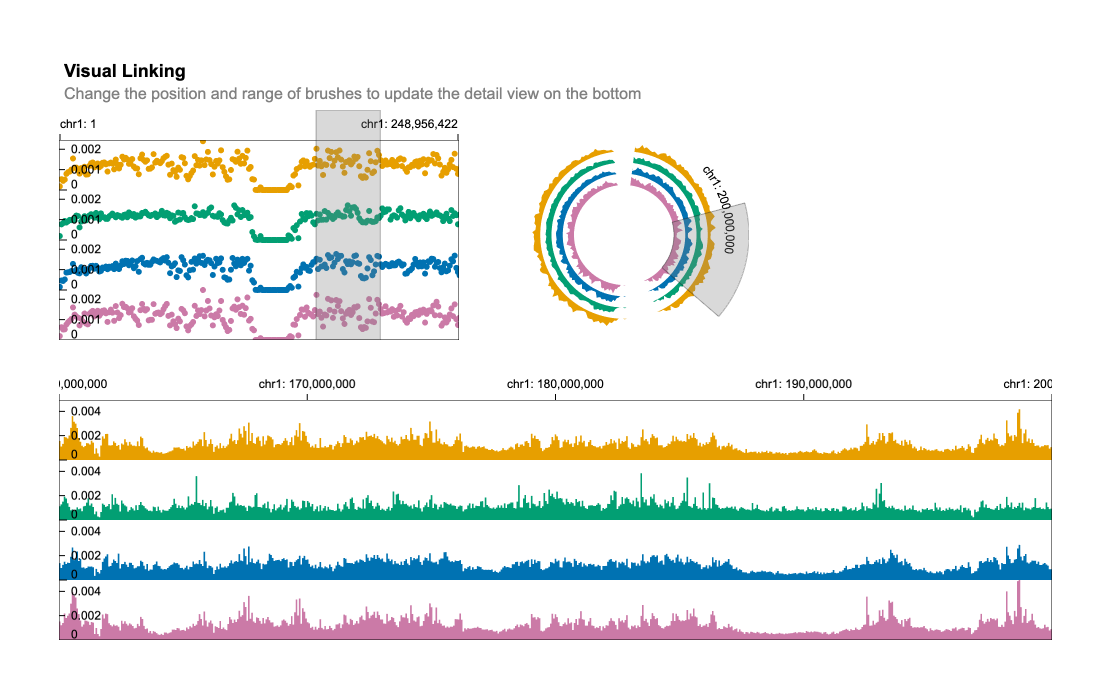 Visual Linking
Change the position and range of brushes to update the detail view on the bottom
chr1: 1
chr1: 248,956,422
0.002
0.001
0
0.002
0.001
0
0.002
0.001
0
0.002
0.001
0
chr1: 200,000,000
0,000,000
chr1: 170,000,000
chr1: 180,000,000
chr1: 190,000,000
chr1: 200
0.004
0.002
0
0.004
0.002
0
0.004
0.002
0
0.004
0.002
0